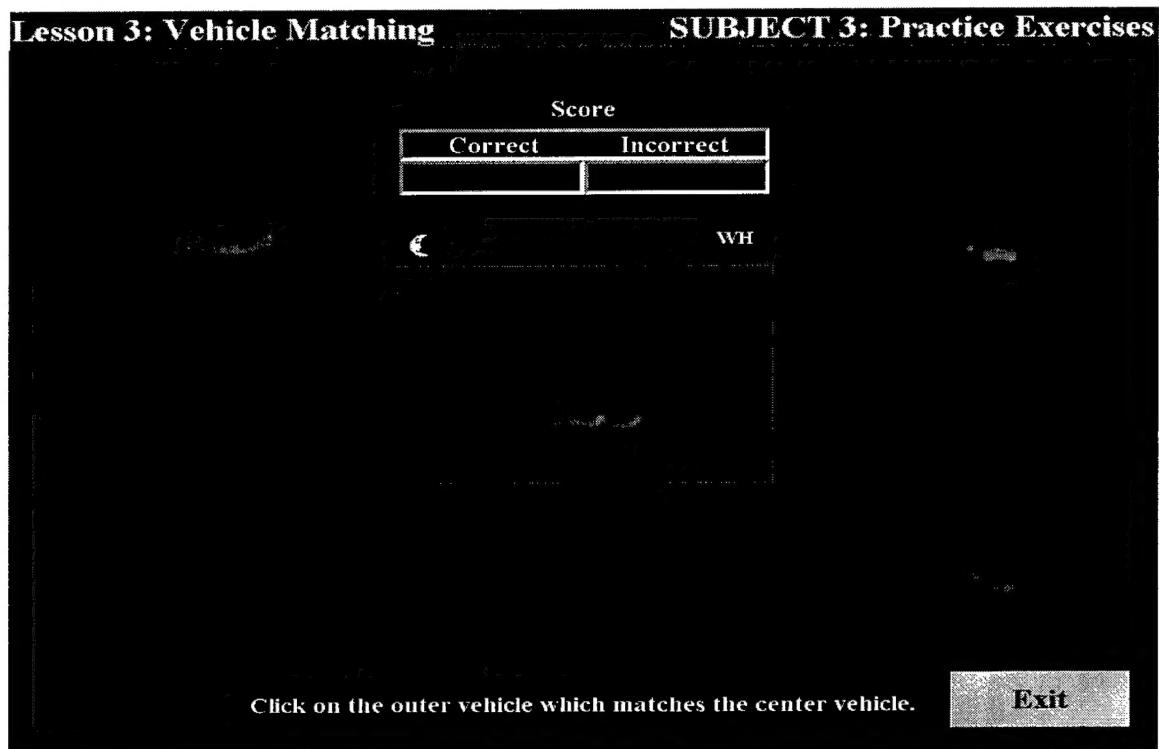 Lesson 3: Vehicle Matching SUBJECT 3: Practice Exercises
Score
Correct Incorrect
WH
Click on the outer vehicle which matches the center vehicle.
Exit